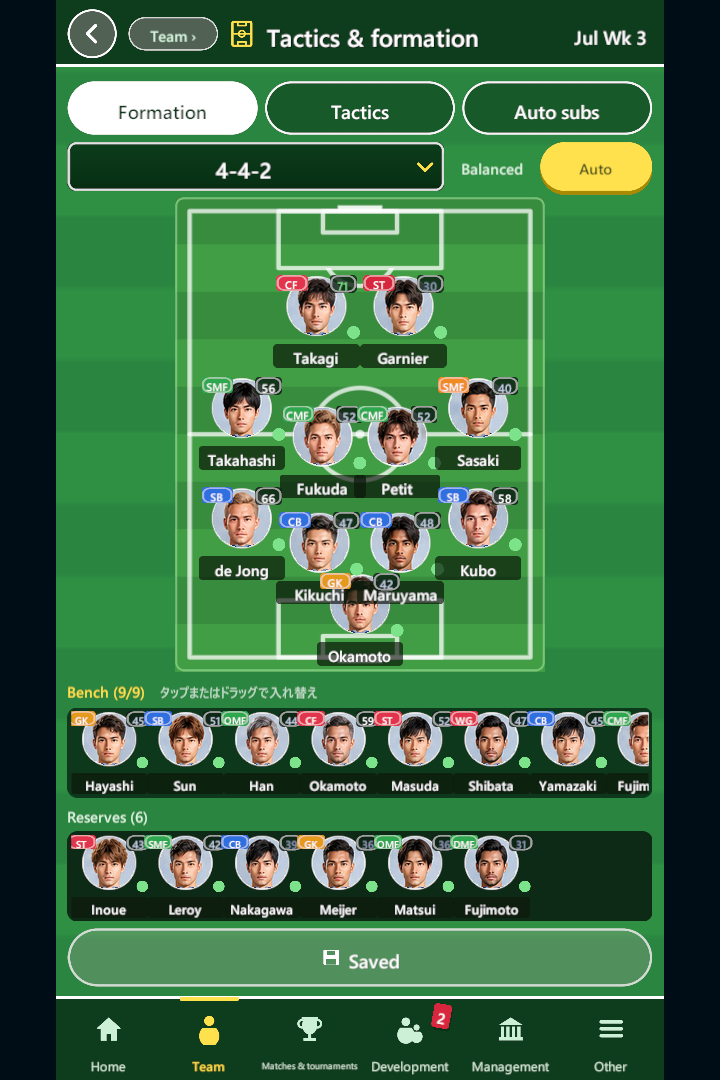 Team ›
Tactics & formation
Jul Wk 3
Formation
Tactics
Auto subs
4-4-2
Balanced
Auto
CF 71
ST 30
Takagi
Garnier
SMF 56
SMF 40
CMF 52
CMF 52
Takahashi
Sasaki
Fukuda
Petit
SB 66
SB 58
CB 47
CB 48
de Jong
Kubo
GK 42
Kikuchi
Maruyama
Okamoto
Bench (9/9) タップまたはドラッグで入れ替え
GK 45 SB 51 OMF 44 CF 59 ST 52 WG 47 CB 45 CMF
Hayashi Sun Han Okamoto Masuda Shibata Yamazaki Fujim
Reserves (6)
ST 43 SMF 42 CB 39 GK 36 OMF 36 DMF 31
Inoue Leroy Nakagawa Meijer Matsui Fujimoto
Saved
2
Home
Team
Matches & tournaments
Development
Management
Other